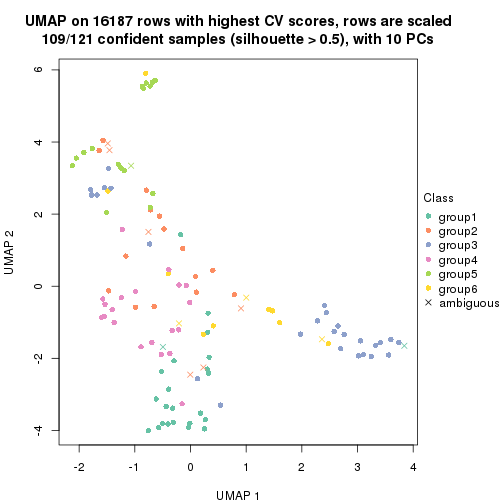 UMAP on 16187 rows with highest CV scores, rows are scaled
109/121 confident samples (silhouette > 0.5), with 10 PCs
6
4
2
0
-2
-4
UMAP 2
-2
-1
0
1
2
3
4
UMAP 1
Class
group1
group2
group3
group4
group5
group6
ambiguous